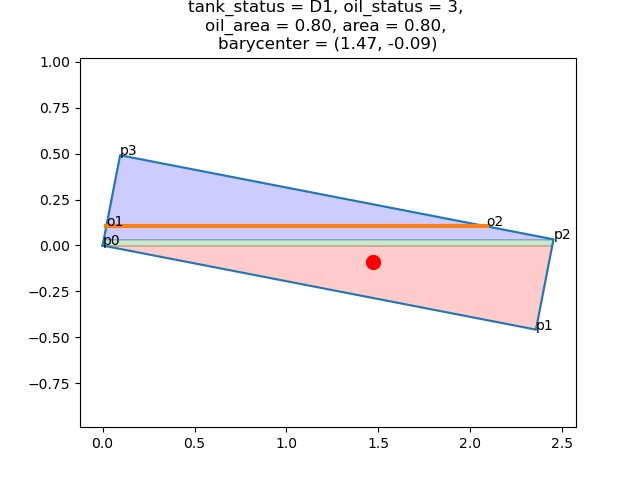 tank_status = D1, oil_status = 3,
oil_area = 0.80, area = 0.80,
barycenter = (1.47, -0.09)
1.00
0.75
0.50
0.25
0.00
−0.25
−0.50
−0.75
p3
o1
o2
p0
p2
p1
0.0
0.5
1.0
1.5
2.0
2.5